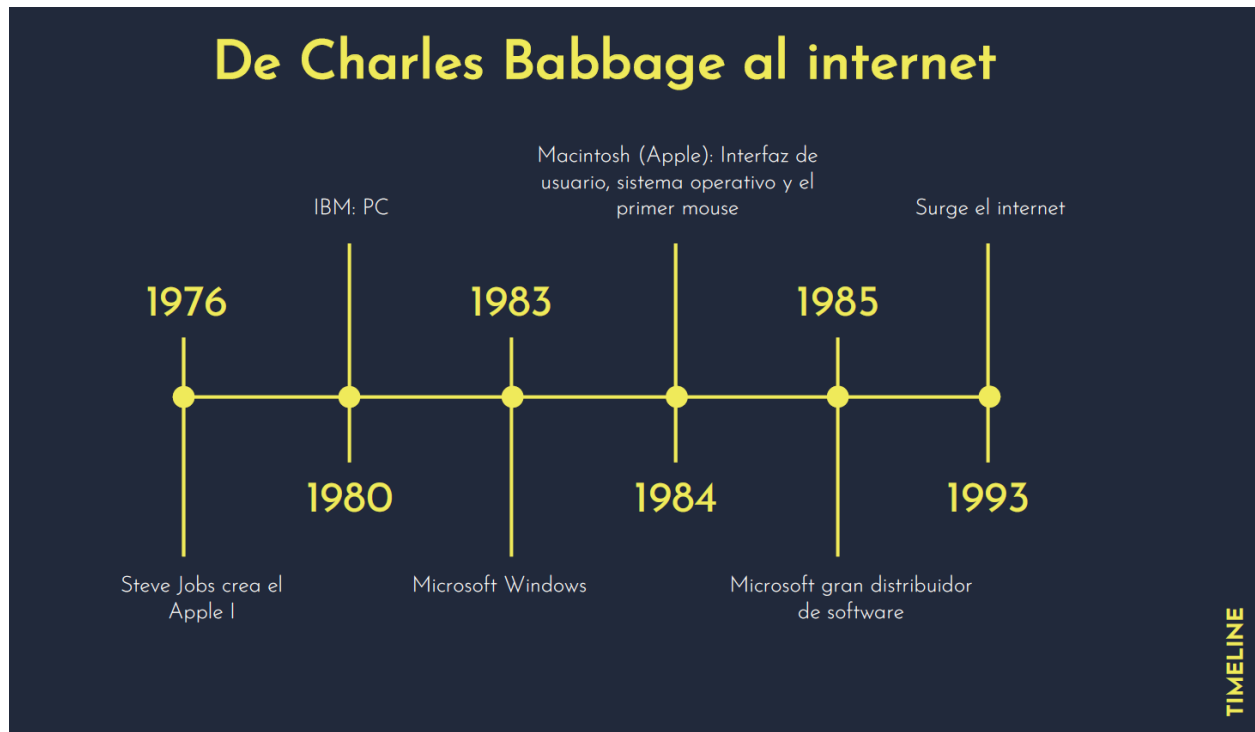 De Charles Babbage al internet
Macintosh (Apple): Interfaz de
usuario, sistema operativo y el
primer mouse
IBM: PC
Surge el internet
1976
1983
1985
1980
1984
1993
Steve Jobs crea el
Apple I
Microsoft Windows
Microsoft gran distribuidor
de software
TIMELINE